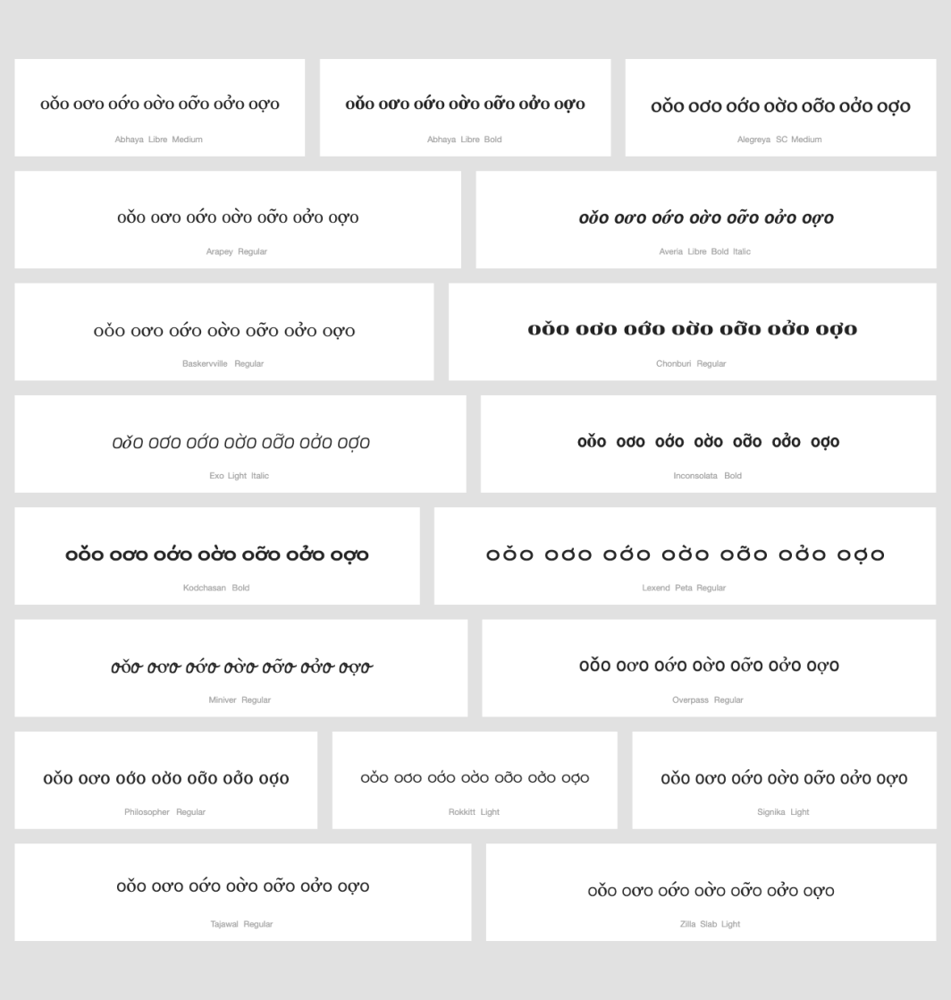 oǒo oơo oớo oờo oỡo oởo oợo
Abhaya Libre Medium
oǒo oơo oớo oờo oỡo oởo oợo
Abhaya Libre Bold
oǒo oơo oớo oờo oỡo oởo oợo
Alegreya SC Medium
oǒo oơo oớo oờo oỡo oởo oợo
Arapey Regular
oǒo oơo oớo oờo oỡo oởo oợo
Averia Libre Bold Italic
oǒo oơo oớo oờo oỡo oởo oợo
Baskervville Regular
oǒo oơo oớo oờo oỡo oởo oợo
Chonburi Regular
oǒo oơo oớo oờo oỡo oởo oợo
Exo Light Italic
oǒo oơo oớo oờo oỡo oởo oợo
Inconsolata Bold
oǒo oơo oớo oờo oỡo oởo oợo
Kodchasan Bold
oǒo oơo oớo oờo oỡo oởo oợo
Lexend Peta Regular
oǒo oơo oớo oờo oỡo oởo oợo
Miniver Regular
oǒo oơo oớo oờo oỡo oởo oợo
Overpass Regular
oǒo oơo oớo oờo oỡo oởo oợo
Philosopher Regular
oǒo oơo oớo oờo oỡo oởo oợo
Rokkitt Light
oǒo oơo oớo oờo oỡo oởo oợo
Signika Light
oǒo oơo oớo oờo oỡo oởo oợo
Tajawal Regular
oǒo oơo oớo oờo oỡo oởo oợo
Zilla Slab Light